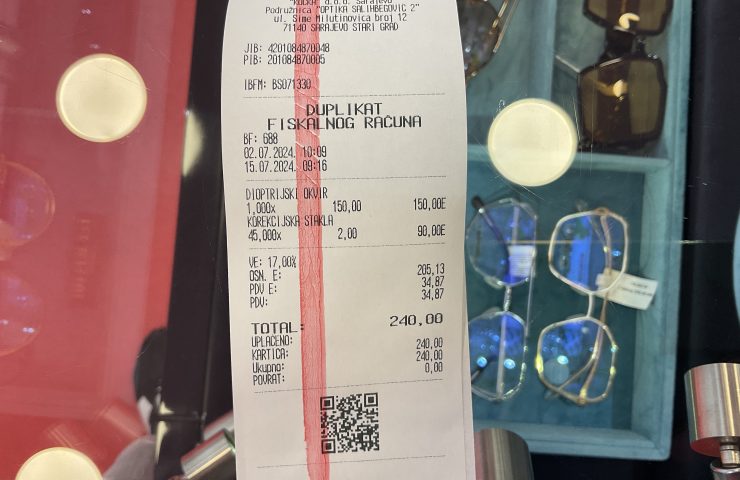 "KUČKA" d.o.o. Sarajevo
Podružnica "OPTIKA SALIHBEGOVIĆ 2"
ul. Sime Milutinovića broj 12
71140 SARAJEVO STARI GRAD
JIB: 4201084870048
PIB: 201084870005
IBFM: BS071330
DUPLIKAT
FISKALNOG RAČUNA
BF: 688
02.07.2024. 10:09
15.07.2024. 09:16
DIOPTRIJSKI OKVIR
1,000x 150,00 150,00E
KOREKCIJSKA STAKLA
45,000x 2,00 90,00E
VE: 17,00%
OSN. E: 205,13
PDV E: 34,87
PDV: 34,87
TOTAL: 240,00
UPLAĆENO: 240,00
KARTICA: 240,00
Ukupno: 0,00
POVRAT: